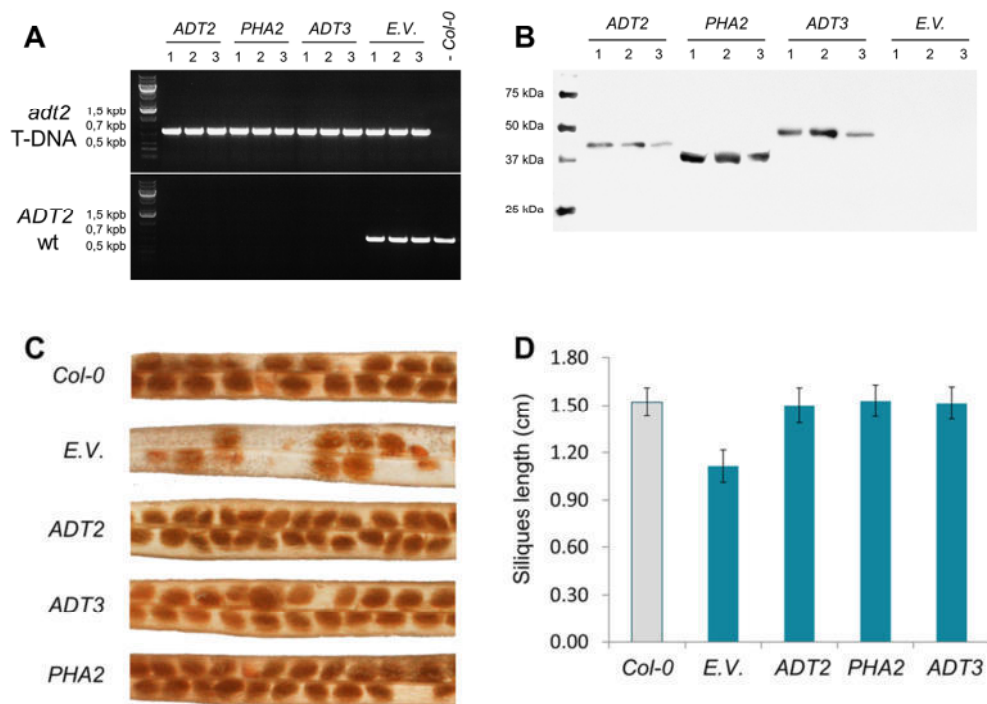 A
ADT2 PHA2 ADT3 E.V. - Col-0
1 2 3 1 2 3 1 2 3 1 2 3
adt2
T-DNA
1,5 kpb
0,7 kpb
0,5 kpb
ADT2
wt
1,5 kpb
0,7 kpb
0,5 kpb
B
ADT2 PHA2 ADT3 E.V.
1 2 3 1 2 3 1 2 3 1 2 3
75 kDa
50 kDa
37 kDa
25 kDa
C
Col-0
E.V.
ADT2
ADT3
PHA2
D
Siliques length (cm)
1.80
1.50
1.20
0.90
0.60
0.30
0.00
Col-0 E.V. ADT2 PHA2 ADT3